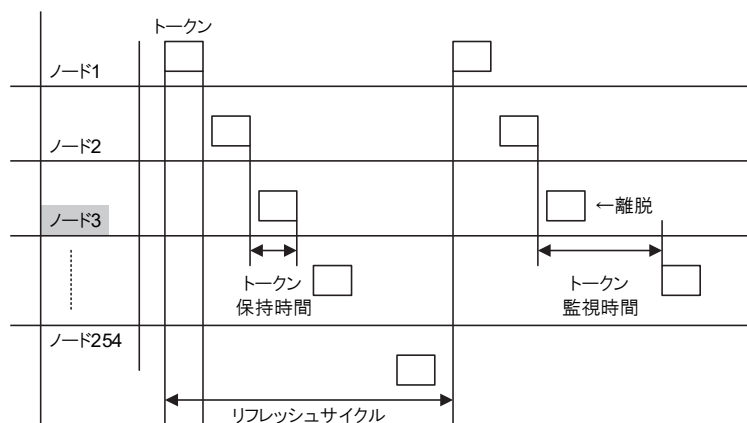 トークン
ノード1
ノード2
ノード3
←離脱
トークン
保持時間
トークン
監視時間
ノード254
リフレッシュサイクル